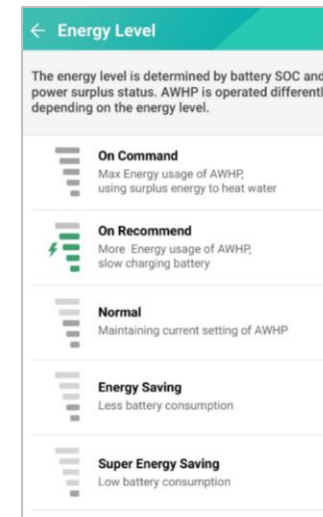 ← Energy Level
The energy level is determined by battery SOC and
power surplus status. AWHP is operated differentl
depending on the energy level.
On Command
Max Energy usage of AWHP,
using surplus energy to heat water
On Recommend
More Energy usage of AWHP,
slow charging battery
Normal
Maintaining current setting of AWHP
Energy Saving
Less battery consumption
Super Energy Saving
Low battery consumption